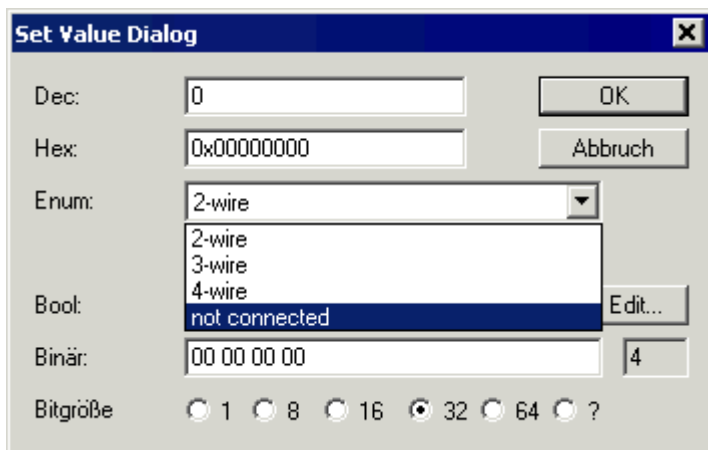 Set Value Dialog
Dec: 0 OK
Hex: 0x00000000 Abbruch
Enum: 2-wire
2-wire
3-wire
4-wire
not connected
Bool: Edit...
Binär: 00 00 00 00 4
Bitgröße 1 8 16 32 64 ?